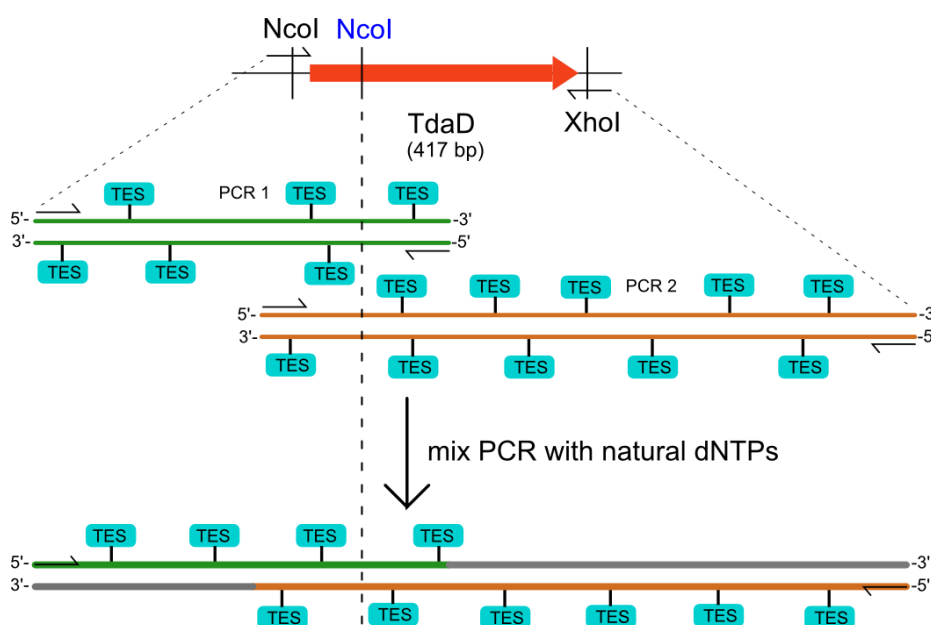 NcoI NcoI
TdaD
(417 bp)
XhoI
TES PCR 1 TES TES
5'- -3'
3'- -5'
TES TES TES
TES TES TES PCR 2 TES TES
5'- -3'
3'- -5'
TES TES TES TES TES
mix PCR with natural dNTPs
TES TES TES TES
5'- -3'
3'- -5'
TES TES TES TES TES TES